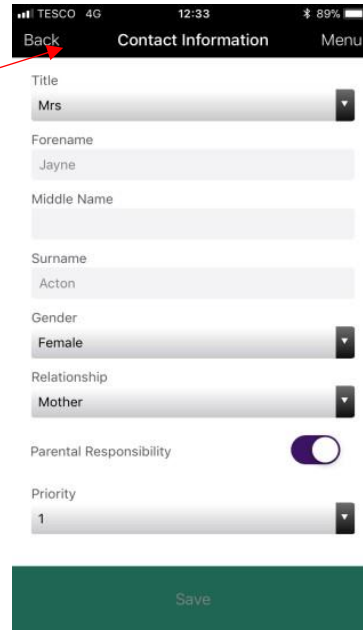 TESCO 4G 12:33 89%
Back Contact Information Menu
Title
Mrs
Forename
Jayne
Middle Name
Surname
Acton
Gender
Female
Relationship
Mother
Parental Responsibility
Priority
1
Save